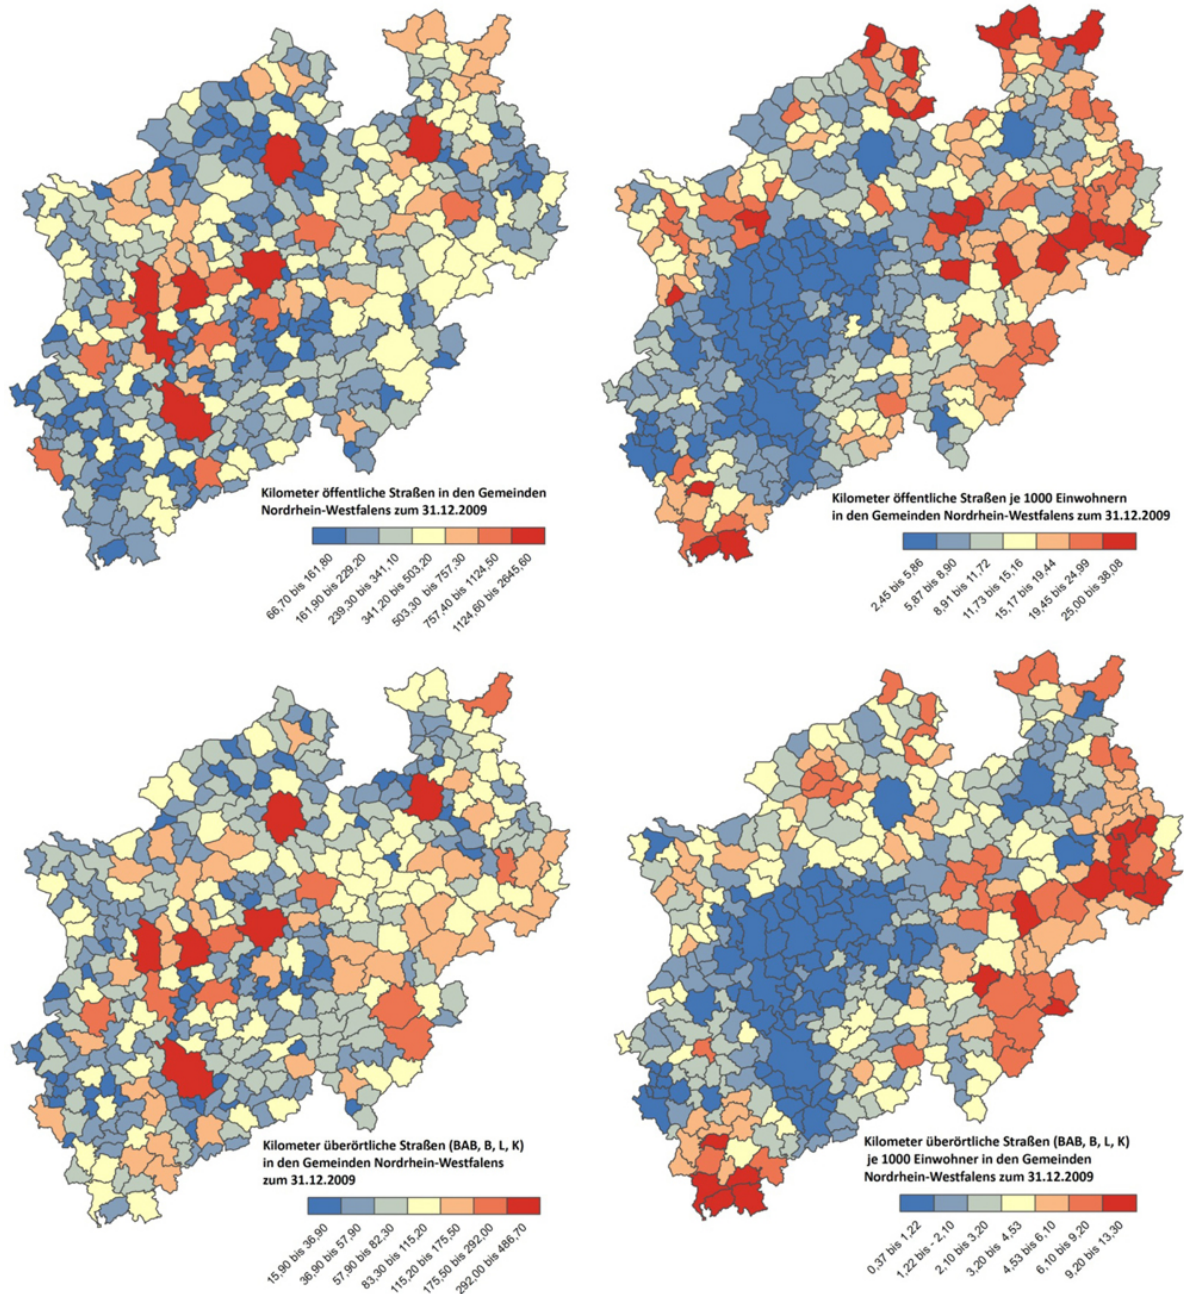 Kilometer öffentliche Straßen in den Gemeinden
Nordrhein-Westfalens zum 31.12.2009
66,70 bis 161,80
161,90 bis 229,20
239,30 bis 341,10
341,20 bis 503,20
503,30 bis 757,30
757,40 bis 1124,50
1124,60 bis 2645,60
Kilometer öffentliche Straßen je 1000 Einwohnern
in den Gemeinden Nordrhein-Westfalens zum 31.12.2009
2,45 bis 5,86
5,87 bis 8,90
8,91 bis 11,72
11,73 bis 15,16
15,17 bis 19,44
19,45 bis 24,99
25,00 bis 38,08
Kilometer überörtliche Straßen (BAB, B, L, K)
in den Gemeinden Nordrhein-Westfalens
zum 31.12.2009
15,90 bis 36,90
36,90 bis 57,90
57,90 bis 82,30
83,30 bis 115,20
115,20 bis 175,50
175,50 bis 292,00
292,00 bis 486,70
Kilometer überörtliche Straßen (BAB, B, L, K)
je 1000 Einwohner in den Gemeinden
Nordrhein-Westfalens zum 31.12.2009
0,37 bis 1,22
1,22 bis - 2,10
2,10 bis 3,20
3,20 bis 4,53
4,53 bis 6,10
6,10 bis 9,20
9,20 bis 13,30